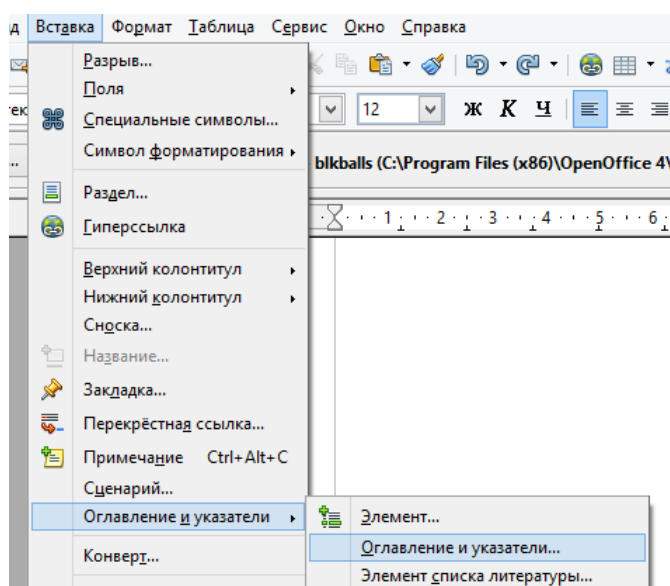 д Вставка Формат Таблица Сервис Окно Справка
Разрыв...
Поля
тек 12 Ж К Ч
Специальные символы...
Символ форматирования
... blkballs (C:\Program Files (x86)\OpenOffice 4\
Раздел...
1 2 3 4 5 6
Гиперссылка
Верхний колонтитул
Нижний колонтитул
Сноска...
Название...
Закладка...
Перекрёстная ссылка...
Примечание Ctrl+Alt+C
Сценарий...
Оглавление и указатели
Элемент...
Оглавление и указатели...
Конверт...
Элемент списка литературы...